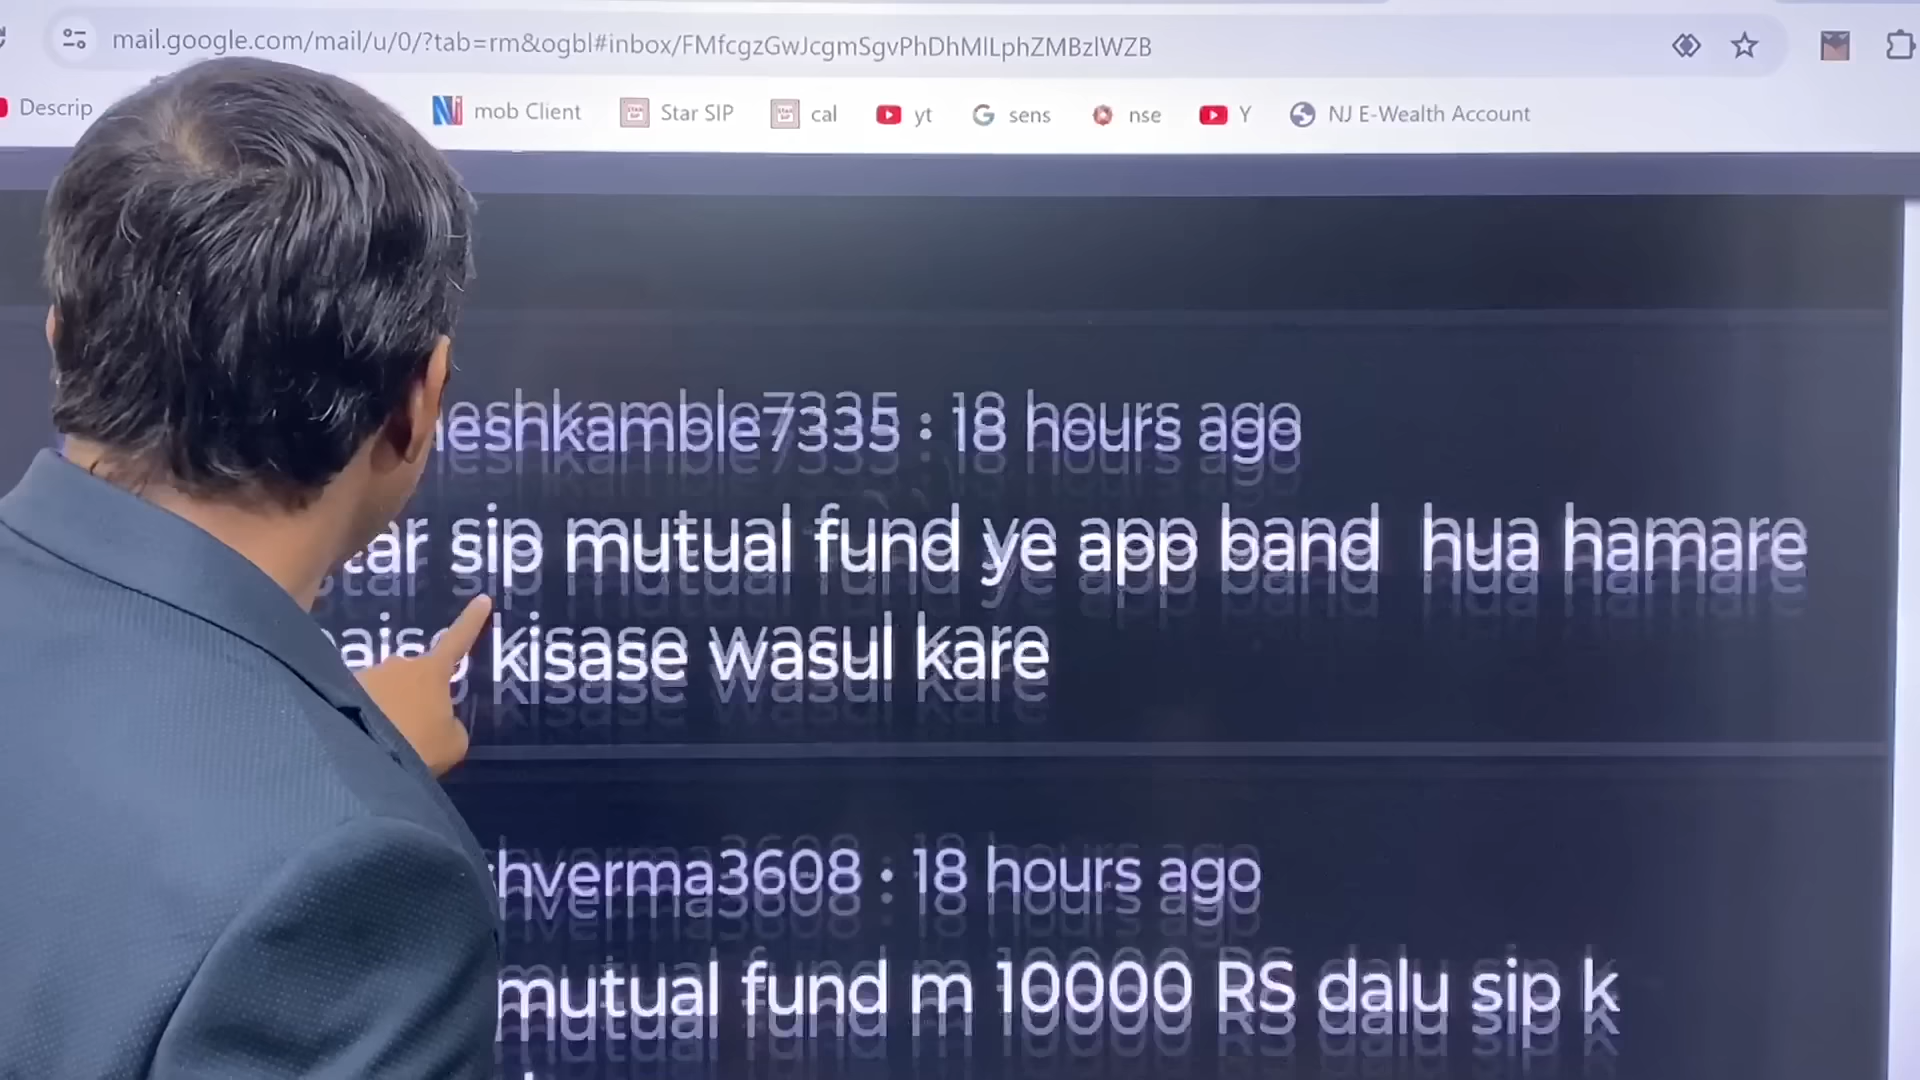 mail.google.com/mail/u/0/?tab=rm&ogbl#inbox/FMfcgzGwJcgmSgvPhDhMlLphZMBzlWZB
Descrip mob Client Star SIP cal yt sens nse Y NJ E-Wealth Account
eshkamble7335 • 18 hours ago
tar sip mutual fund ye app band hua hamare
kisase wasul kare
hverma3608 • 18 hours ago
mutual fund m 10000 RS dalu sip k